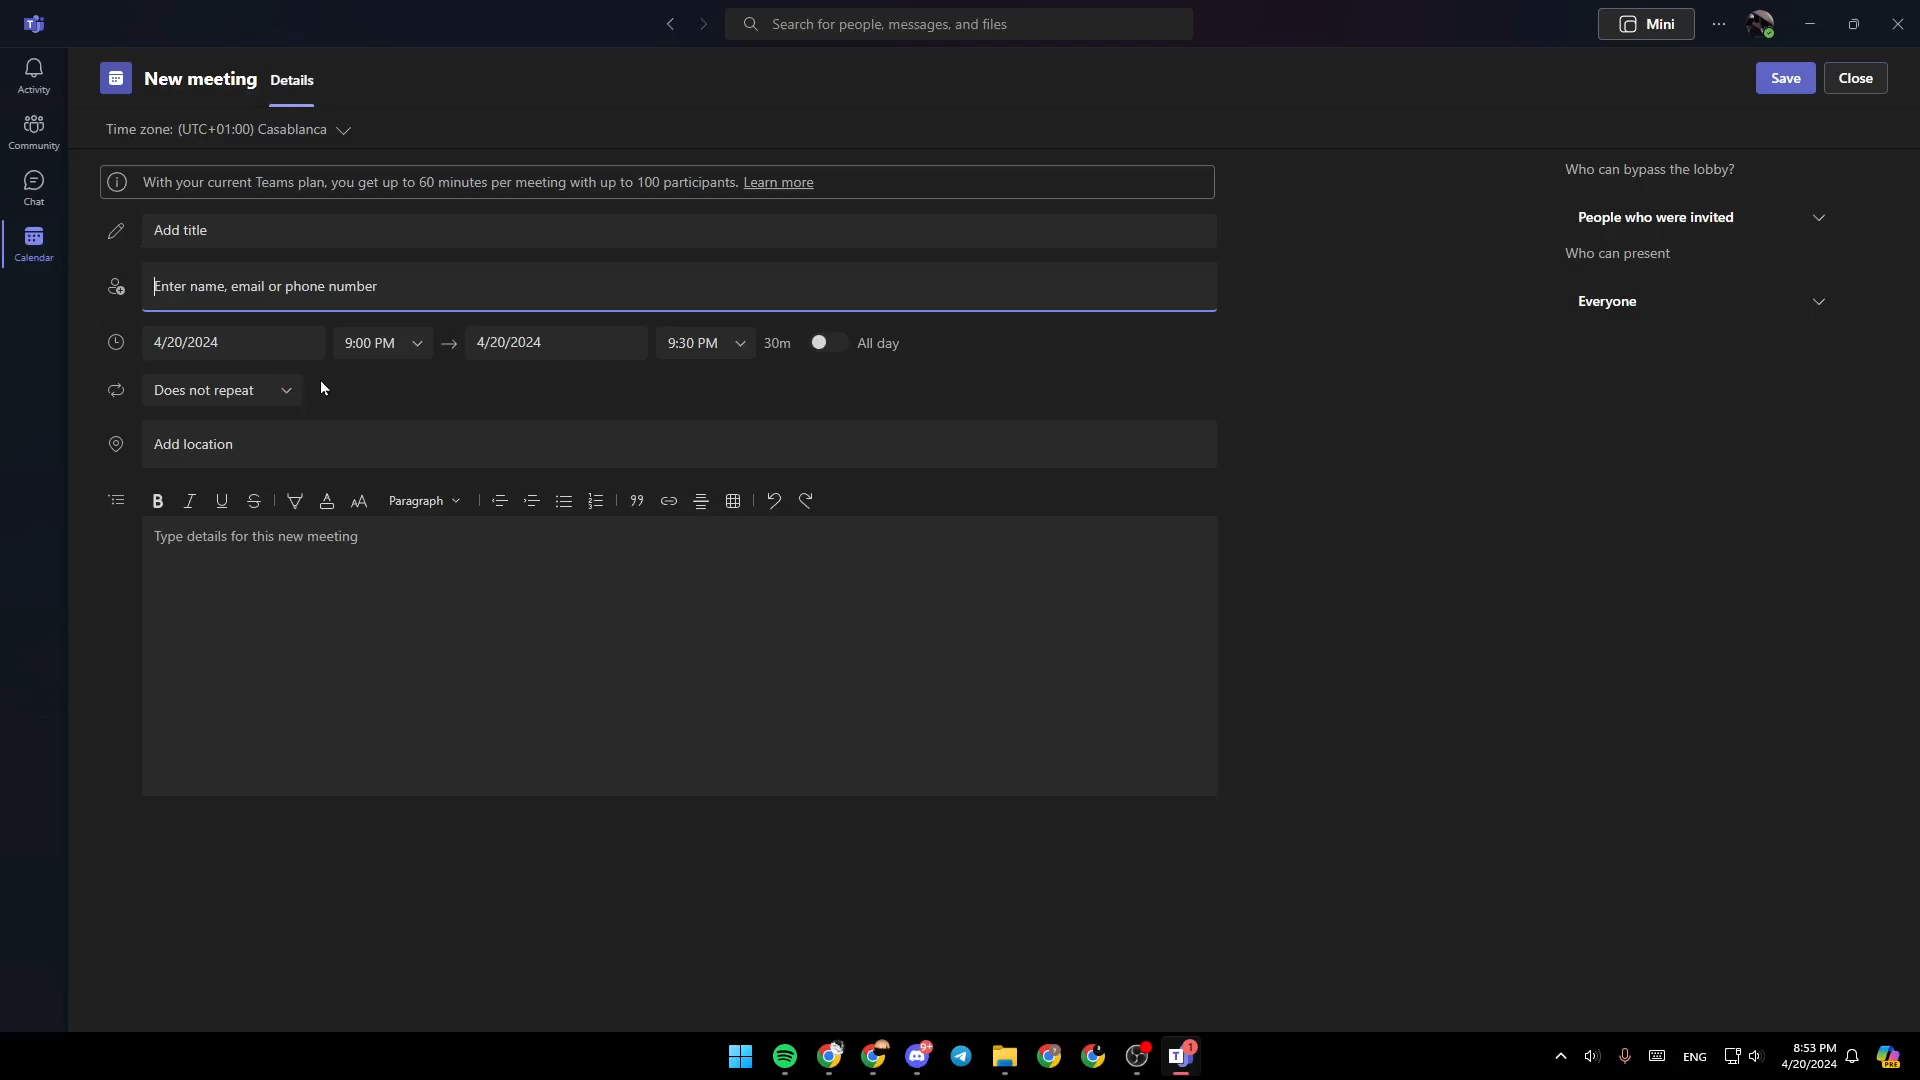 Search for people, messages, and files
Mini
Activity
Community
Chat
Calendar
New meeting
Details
Save
Close
Time zone: (UTC+01:00) Casablanca
With your current Teams plan, you get up to 60 minutes per meeting with up to 100 participants. Learn more
Add title
Enter name, email or phone number
4/20/2024
9:00 PM
4/20/2024
9:30 PM
30m
All day
Does not repeat
Add location
Paragraph
Type details for this new meeting
Who can bypass the lobby?
People who were invited
Who can present
Everyone
9+
1
ENG
8:53 PM
4/20/2024
PRE